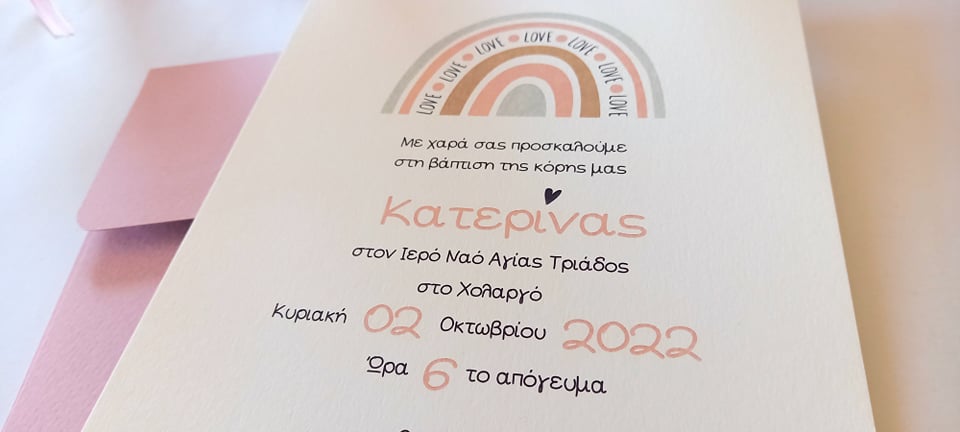 LOVE • LOVE • LOVE • LOVE • LOVE • LOVE • LOVE
Με χαρά σας προσκαλούμε
στη βάπτιση της κόρης μας
Κατερίνας
στον Ιερό Ναό Αγίας Τριάδος
στο Χολαργό
Κυριακή 02 Οκτωβρίου 2022
Ώρα 6 το απόγευμα